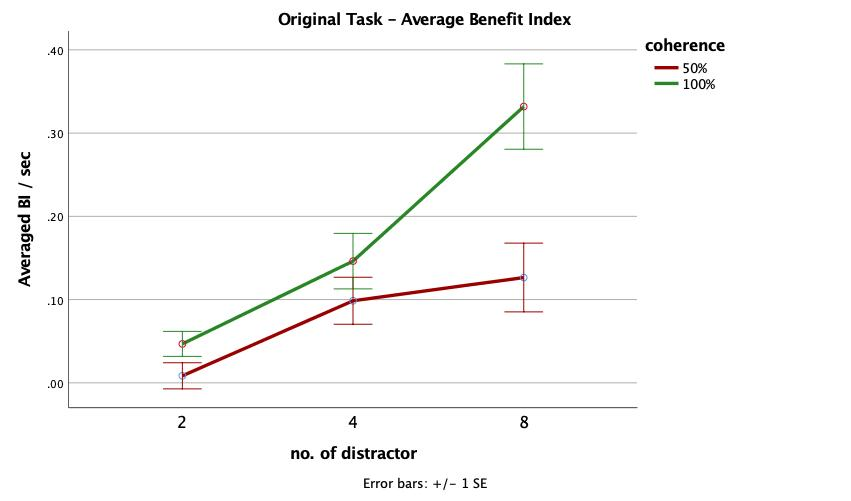 Original Task – Average Benefit Index
coherence
50%
100%
Averaged BI / sec
.40
.30
.20
.10
.00
2 4 8
no. of distractor
Error bars: +/– 1 SE